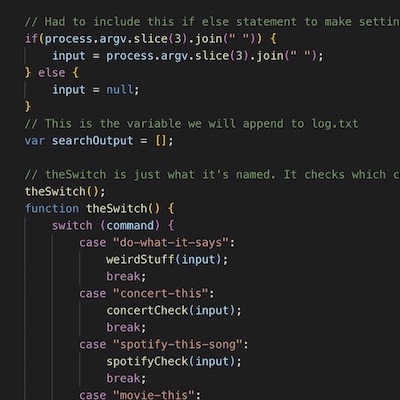 // Had to include this if else statement to make settin
if(process.argv.slice(3).join(" ")) {
input = process.argv.slice(3).join(" ");
} else {
input = null;
}
// This is the variable we will append to log.txt
var searchOutput = [];
// theSwitch is just what it's named. It checks which c
theSwitch();
function theSwitch() {
switch (command) {
case "do-what-it-says":
weirdStuff(input);
break;
case "concert-this":
concertCheck(input);
break;
case "spotify-this-song":
spotifyCheck(input);
break;
case "movie-this":